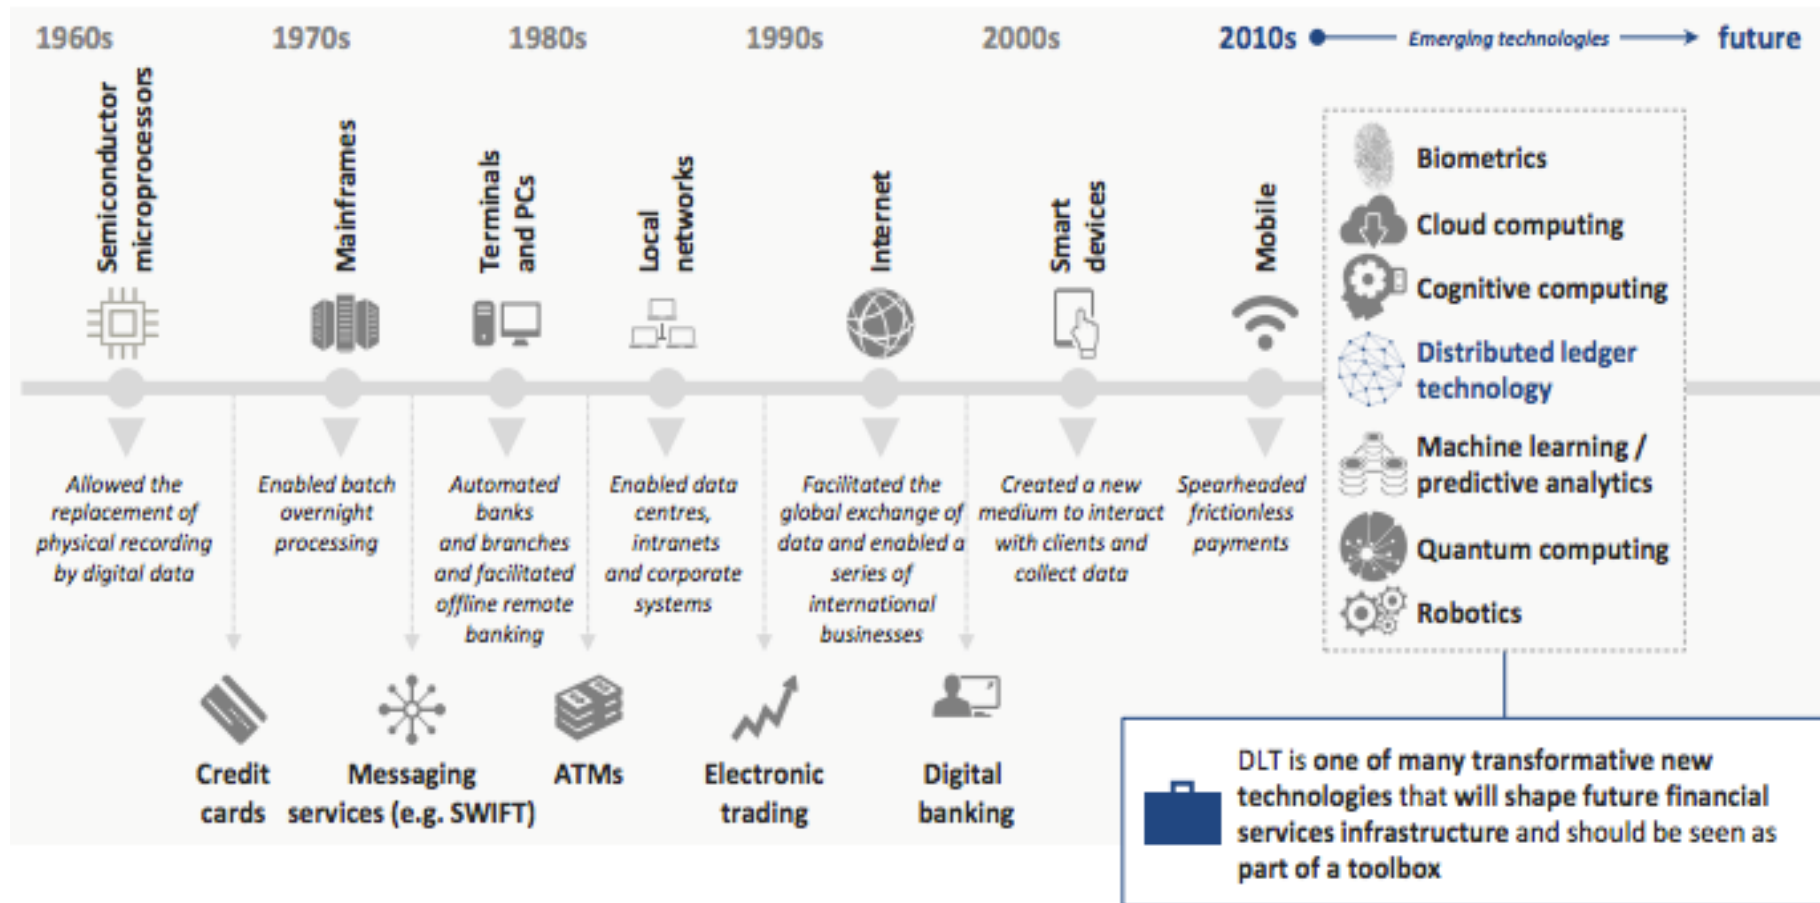 1960s 1970s 1980s 1990s 2000s 2010s Emerging technologies future
Semiconductor
microprocessors
Mainframes
Terminals
and PCs
Local
networks
Internet
Smart
devices
Mobile
Allowed the
replacement of
physical recording
by digital data
Enabled batch
overnight
processing
Automated
banks
and branches
and facilitated
offline remote
banking
Enabled data
centres,
intranets
and corporate
systems
Facilitated the
global exchange of
data and enabled a
series of
international
businesses
Created a new
medium to interact
with clients and
collect data
Spearheaded
frictionless
payments
Credit
cards
Messaging
services (e.g. SWIFT)
ATMs
Electronic
trading
Digital
banking
Biometrics
Cloud computing
Cognitive computing
Distributed ledger
technology
Machine learning /
predictive analytics
Quantum computing
Robotics
DLT is one of many transformative new
technologies that will shape future financial
services infrastructure and should be seen as
part of a toolbox